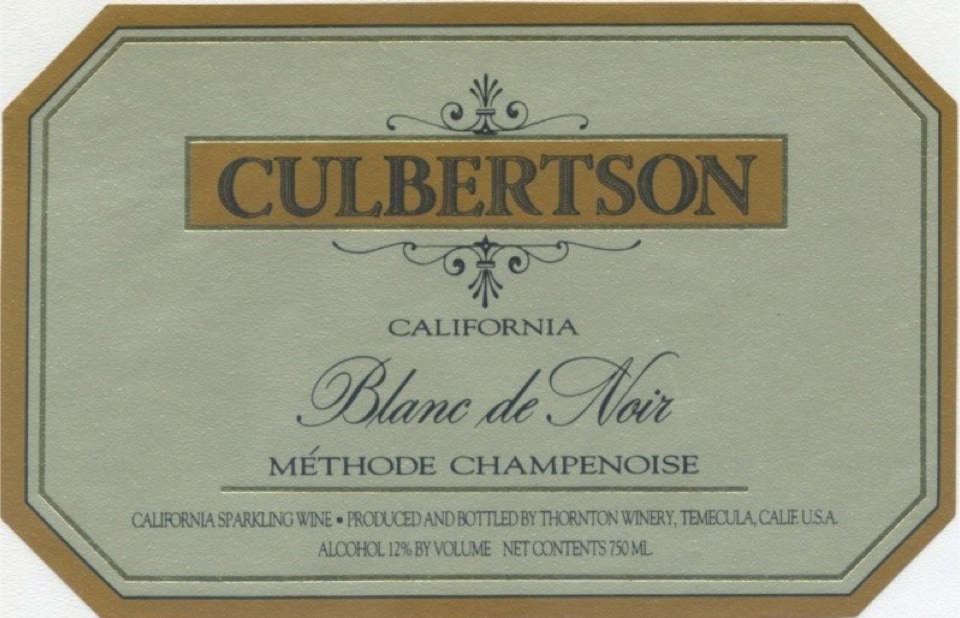 CULBERTSON
CALIFORNIA
Blanc de Noir
MÉTHODE CHAMPENOISE
CALIFORNIA SPARKLING WINE • PRODUCED AND BOTTLED BY THORNTON WINERY, TEMECULA, CALIF. U.S.A.
ALCOHOL 12% BY VOLUME NET CONTENTS 750 ML.